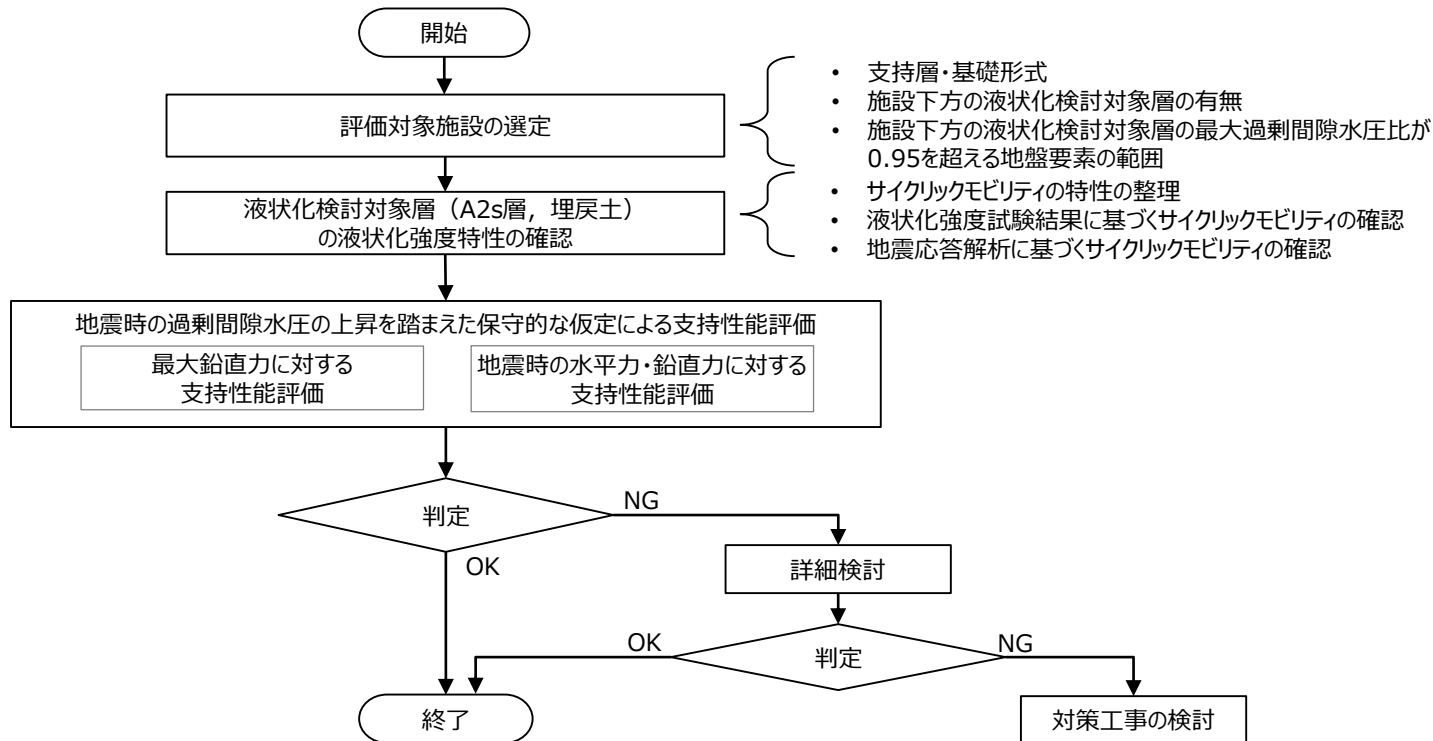 開始
評価対象施設の選定
• 支持層・基礎形式
• 施設下方の液状化検討対象層の有無
• 施設下方の液状化検討対象層の最大過剰間隙水圧比が
0.95を超える地盤要素の範囲
液状化検討対象層（A2s層，埋戻土）
の液状化強度特性の確認
• サイクリックモビリティの特性の整理
• 液状化強度試験結果に基づくサイクリックモビリティの確認
• 地震応答解析に基づくサイクリックモビリティの確認
地震時の過剰間隙水圧の上昇を踏まえた保守的な仮定による支持性能評価
最大鉛直力に対する
支持性能評価
地震時の水平力・鉛直力に対する
支持性能評価
判定
NG
OK
詳細検討
判定
OK
NG
終了
対策工事の検討